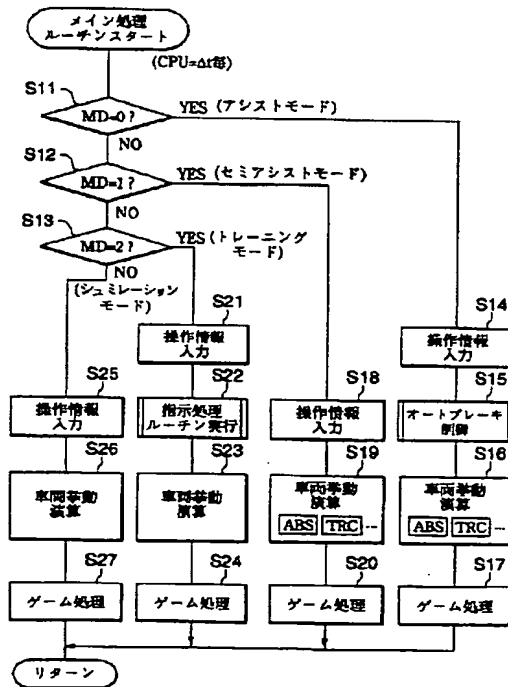 メイン処理
ルーチンスタート
(CPU=Δt毎)
S11
MD=0?
YES (アシストモード)
NO
S12
MD=1?
YES (セミアシストモード)
NO
S13
MD=2?
YES (トレーニング
モード)
NO
(シュミレーション
モード)
S21
操作情報
入力
S14
操作情報
入力
S25
操作情報
入力
S22
指示処理
ルーチン実行
S18
操作情報
入力
S15
オートブレーキ
制御
S26
車両挙動
演算
S23
車両挙動
演算
S19
車両挙動
演算
ABS TRC ...
S16
車両挙動
演算
ABS TRC ...
S27
ゲーム処理
S24
ゲーム処理
S20
ゲーム処理
S17
ゲーム処理
リターン